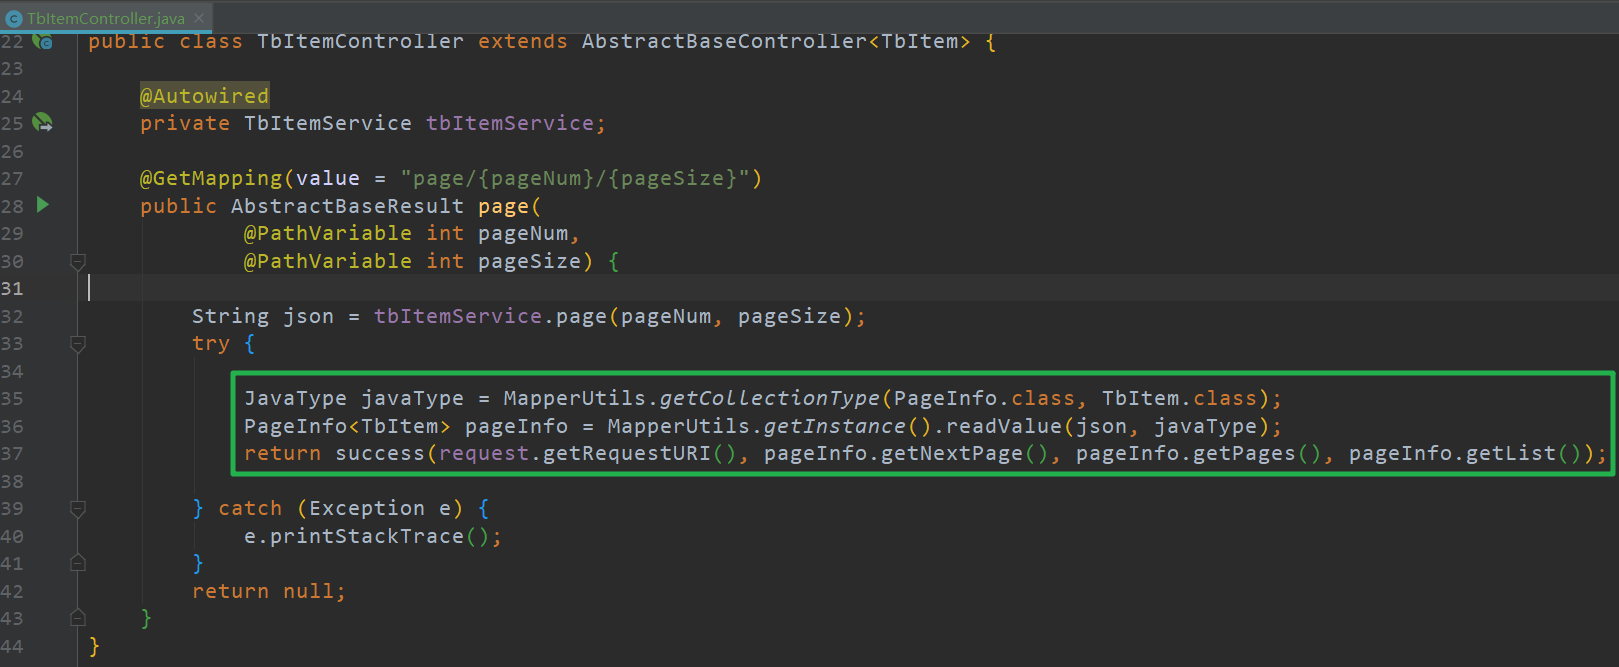 TbItemController.java
22 public class TbItemController extends AbstractBaseController<TbItem> {
23
24 @Autowired
25 private TbItemService tbItemService;
26
27 @GetMapping(value = "page/{pageNum}/{pageSize}")
28 public AbstractBaseResult page(
29 @PathVariable int pageNum,
30 @PathVariable int pageSize) {
31
32 String json = tbItemService.page(pageNum, pageSize);
33 try {
34
35 JavaType javaType = MapperUtils.getCollectionType(PageInfo.class, TbItem.class);
36 PageInfo<TbItem> pageInfo = MapperUtils.getInstance().readValue(json, javaType);
37 return success(request.getRequestURI(), pageInfo.getNextPage(), pageInfo.getPages(), pageInfo.getList());
38
39 } catch (Exception e) {
40 e.printStackTrace();
41 }
42 return null;
43 }
44 }